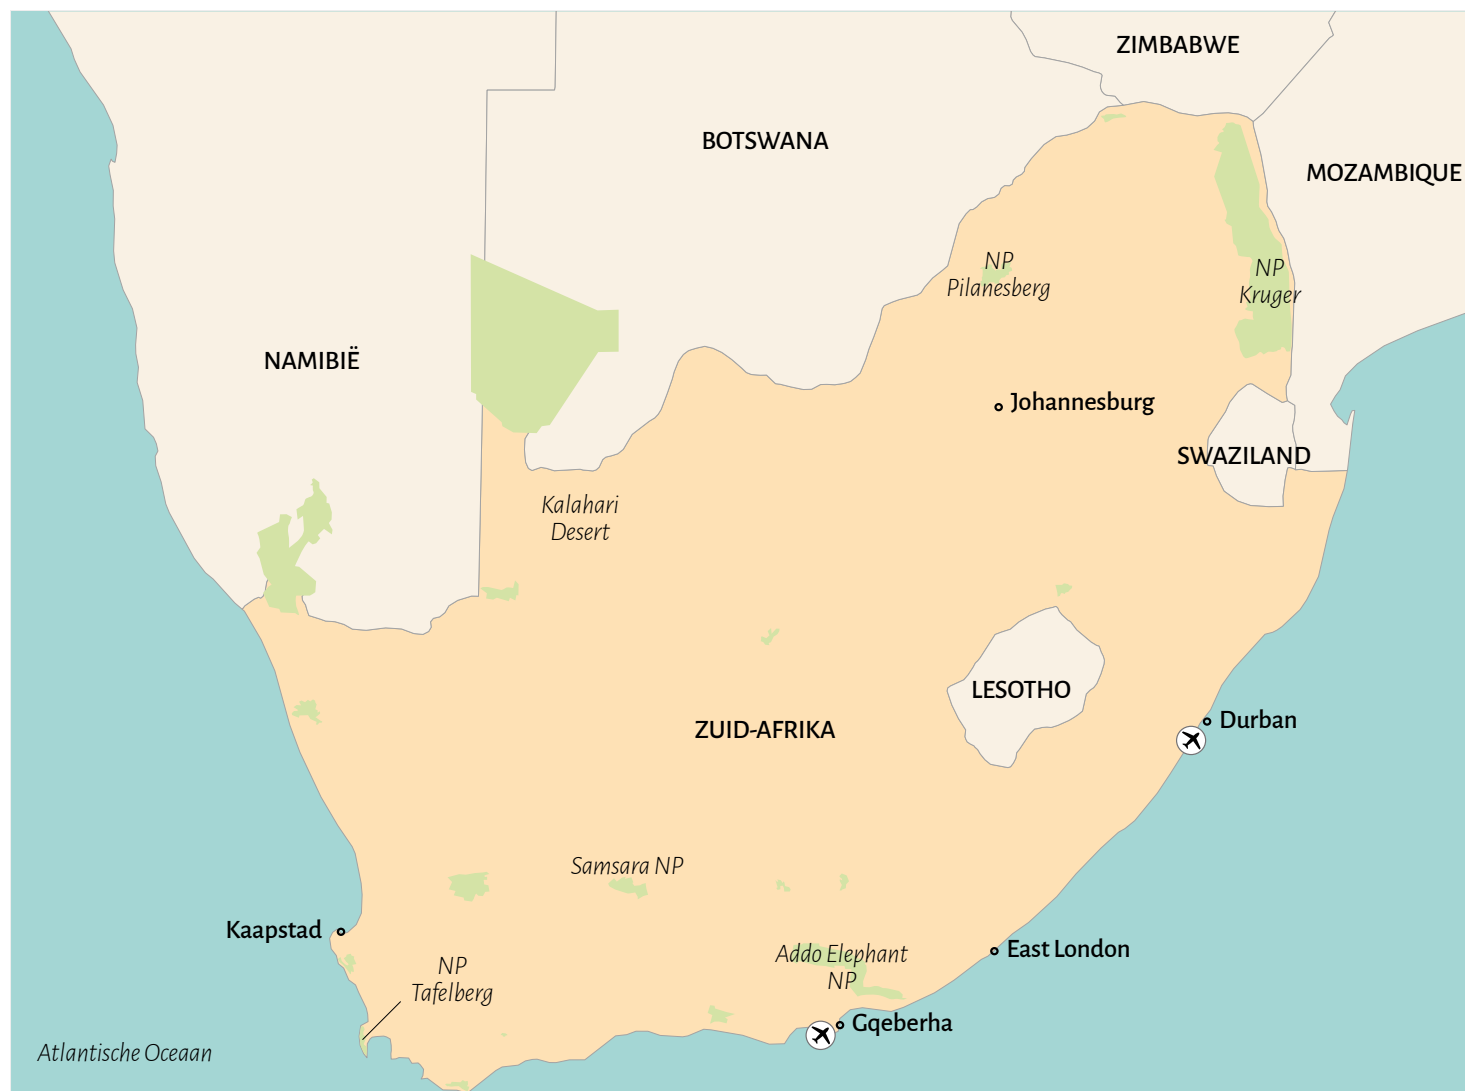 ZIMBABWE
BOTSWANA
MOZAMBIQUE
NP
Pilanesberg
NP
Kruger
NAMIBIË
Johannesburg
SWAZILAND
Kalahari
Desert
LESOTHO
Durban
ZUID-AFRIKA
Samsara NP
Kaapstad
East London
Addo Elephant
NP
NP
Tafelberg
Gqeberha
Atlantische Oceaan